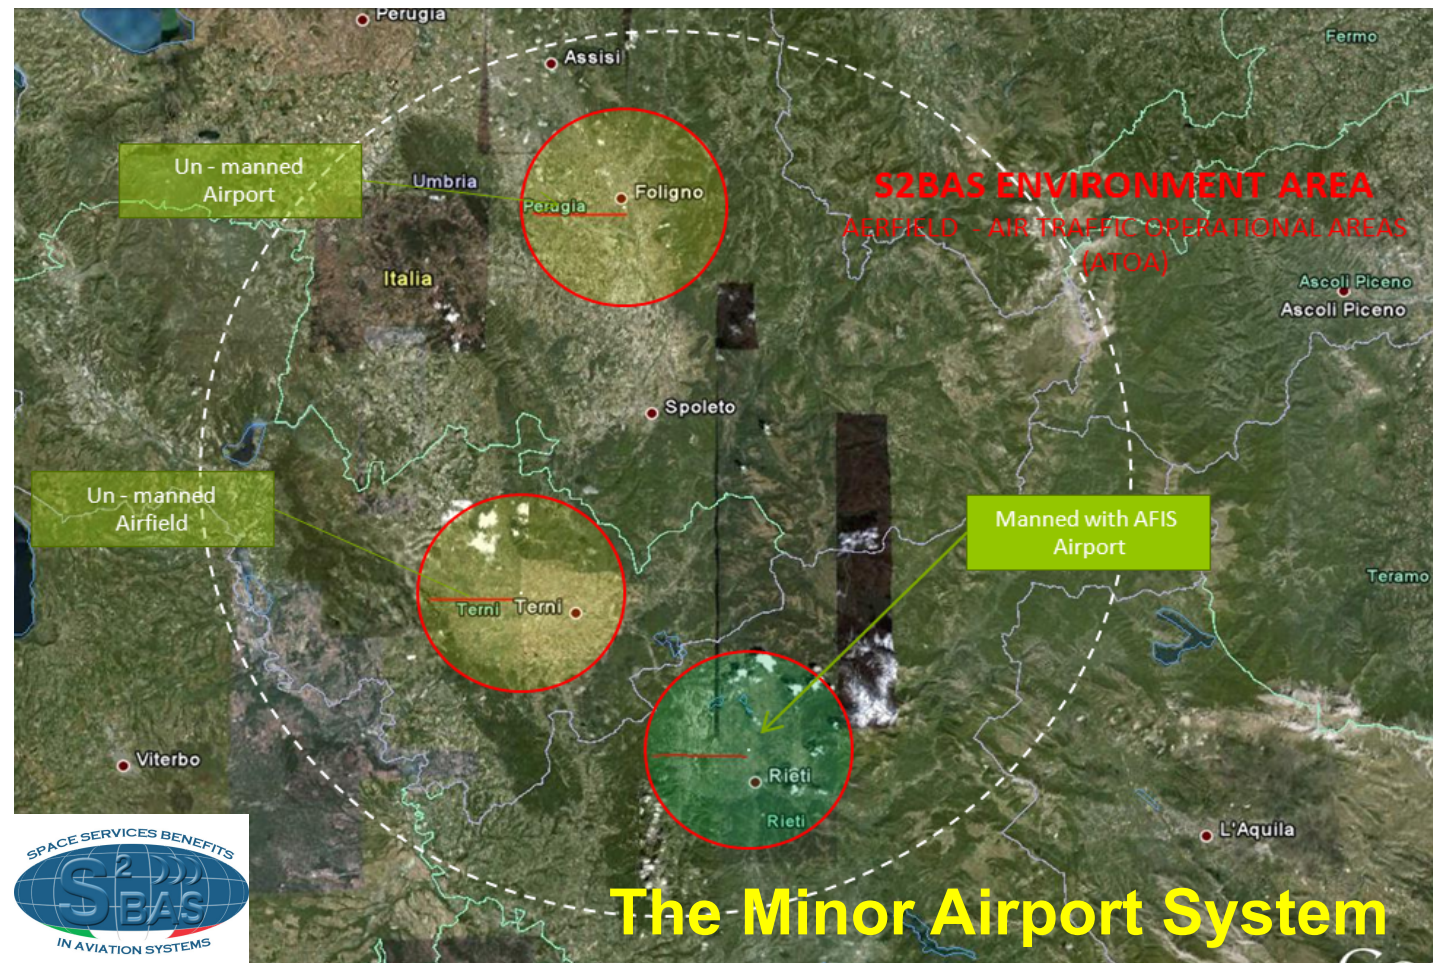 Perugia
Assisi
Fermo
Un - manned
Airport
Umbria
Foligno
Perugia
S2BAS ENVIRONMENT AREA
AERFIELD - AIR TRAFFIC OPERATIONAL AREAS
(ATOA)
Italia
Ascoli Piceno
Ascoli Piceno
Spoleto
Un - manned
Airfield
Manned with AFIS
Airport
Terni
Terni
Teramo
Viterbo
Rieti
Rieti
L'Aquila
SPACE SERVICES BENEFITS
S2BAS
IN AVIATION SYSTEMS
The Minor Airport System